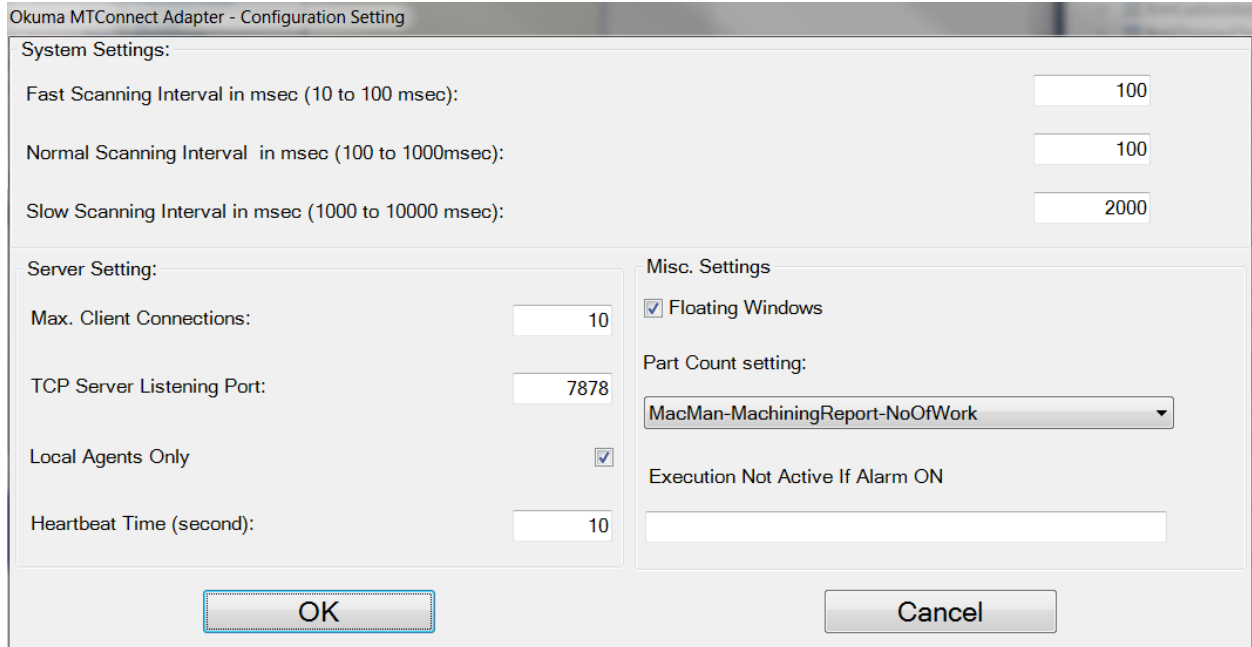 Okuma MTConnect Adapter - Configuration Setting
System Settings:
Fast Scanning Interval in msec (10 to 100 msec): 100
Normal Scanning Interval  in msec (100 to 1000msec): 100
Slow Scanning Interval in msec (1000 to 10000 msec): 2000
Server Setting:
Max. Client Connections: 10
TCP Server Listening Port: 7878
Local Agents Only
Heartbeat Time (second): 10
Misc. Settings
Floating Windows
Part Count setting:
MacMan-MachiningReport-NoOfWork
Execution Not Active If Alarm ON
OK
Cancel